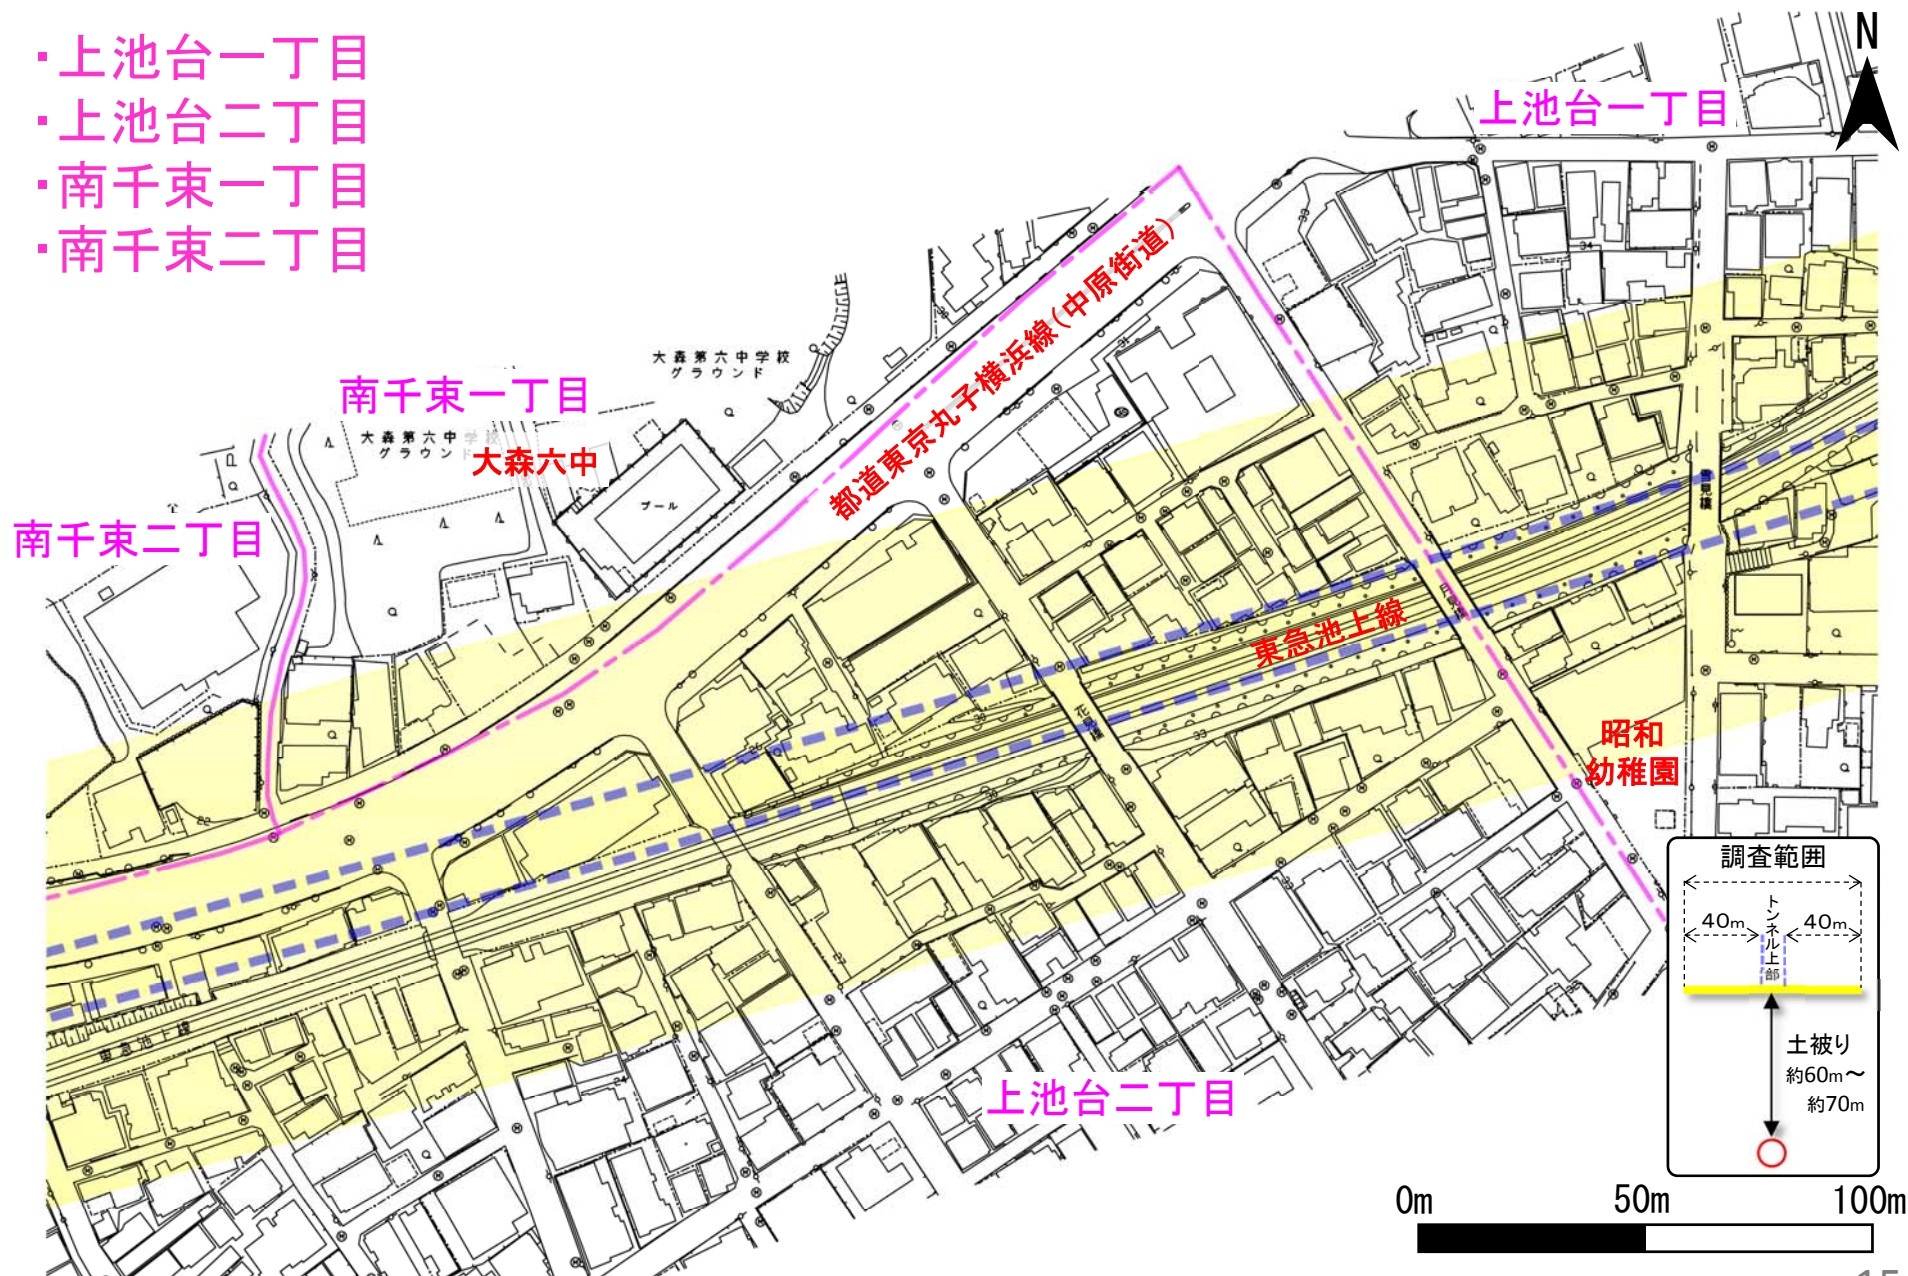 ・上池台一丁目
・上池台二丁目
・南千束一丁目
・南千束二丁目
N
上池台一丁目
都道東京丸子横浜線(中原街道)
大森第六中学校
グラウンド
南千束一丁目
大森第六中学校
グラウンド
大森六中
プール
南千束二丁目
雪見橋
東急池上線
昭和
幼稚園
上池台二丁目
調査範囲
40m
トンネル上部
40m
土被り
約60m~
約70m
0m
50m
100m
15